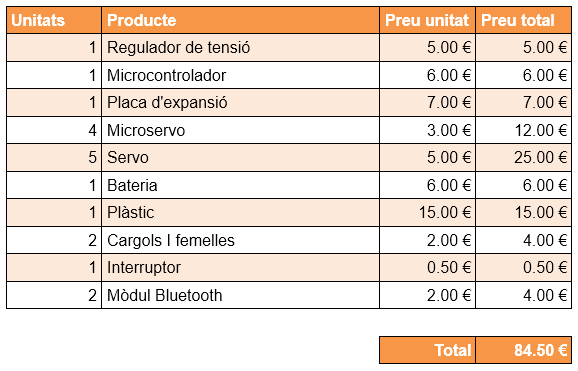 Unitats Producte Preu unitat Preu total
1 Regulador de tensió 5.00 € 5.00 €
1 Microcontrolador 6.00 € 6.00 €
1 Placa d'expansió 7.00 € 7.00 €
4 Microservo 3.00 € 12.00 €
5 Servo 5.00 € 25.00 €
1 Bateria 6.00 € 6.00 €
1 Plàstic 15.00 € 15.00 €
2 Cargols I femelles 2.00 € 4.00 €
1 Interruptor 0.50 € 0.50 €
2 Mòdul Bluetooth 2.00 € 4.00 €
Total 84.50 €